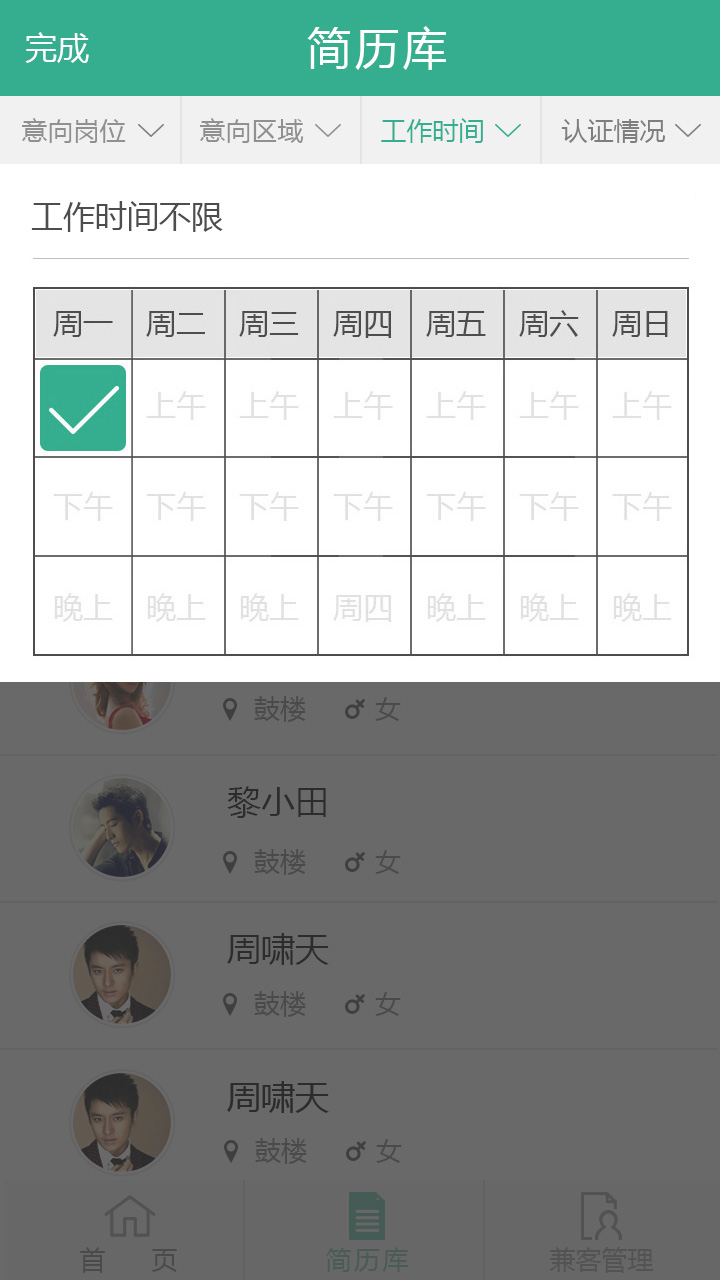 完成 简历库
意向岗位 意向区域 工作时间 认证情况
工作时间不限
周一 周二 周三 周四 周五 周六 周日
上午 上午 上午 上午 上午 上午
下午 下午 下午 下午 下午 下午 下午
晚上 晚上 晚上 周四 晚上 晚上 晚上
鼓楼 女
黎小田
鼓楼 女
周啸天
鼓楼 女
周啸天
鼓楼 女
首 页 简历库 兼客管理